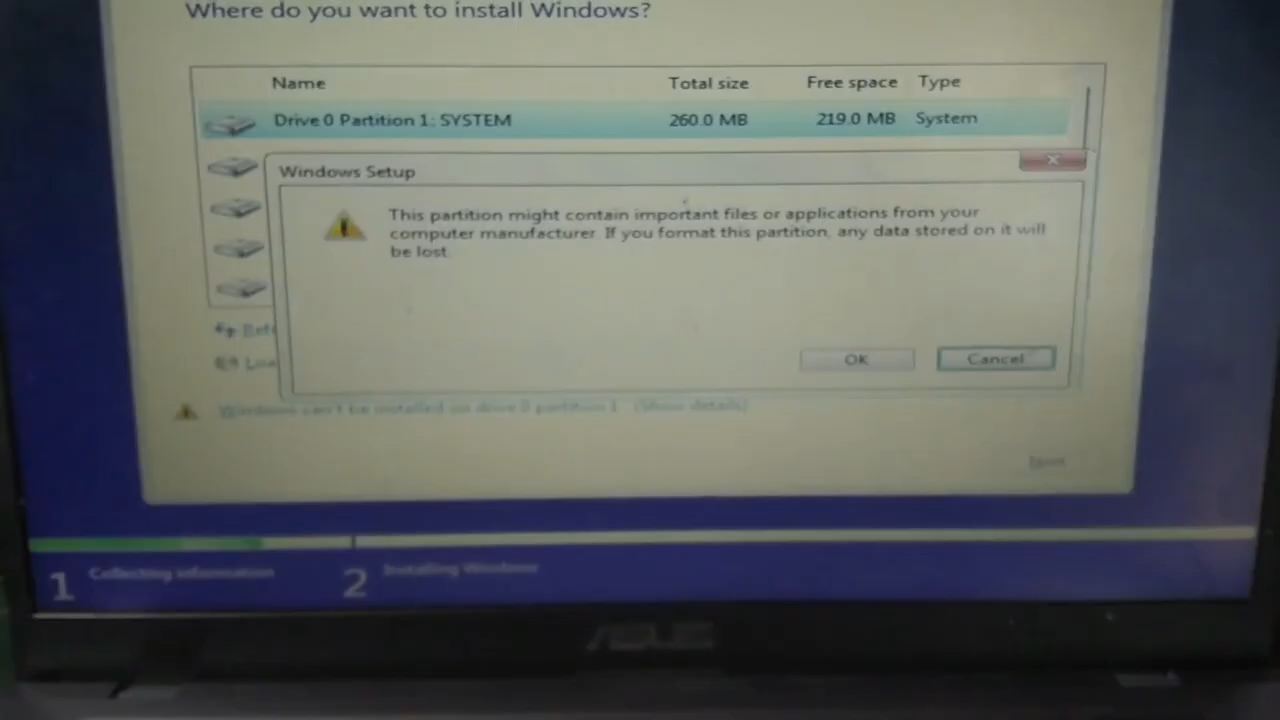 Where do you want to install Windows?
Name Total size Free space Type
Drive 0 Partition 1: SYSTEM 260.0 MB 219.0 MB System
Windows Setup
This partition might contain important files or applications from your
computer manufacturer. If you format this partition, any data stored on it will
be lost.
OK Cancel
Windows can't be installed on drive 0 partition 1. (Show details)
Next
1 Collecting information 2 Installing Windows
ASUS